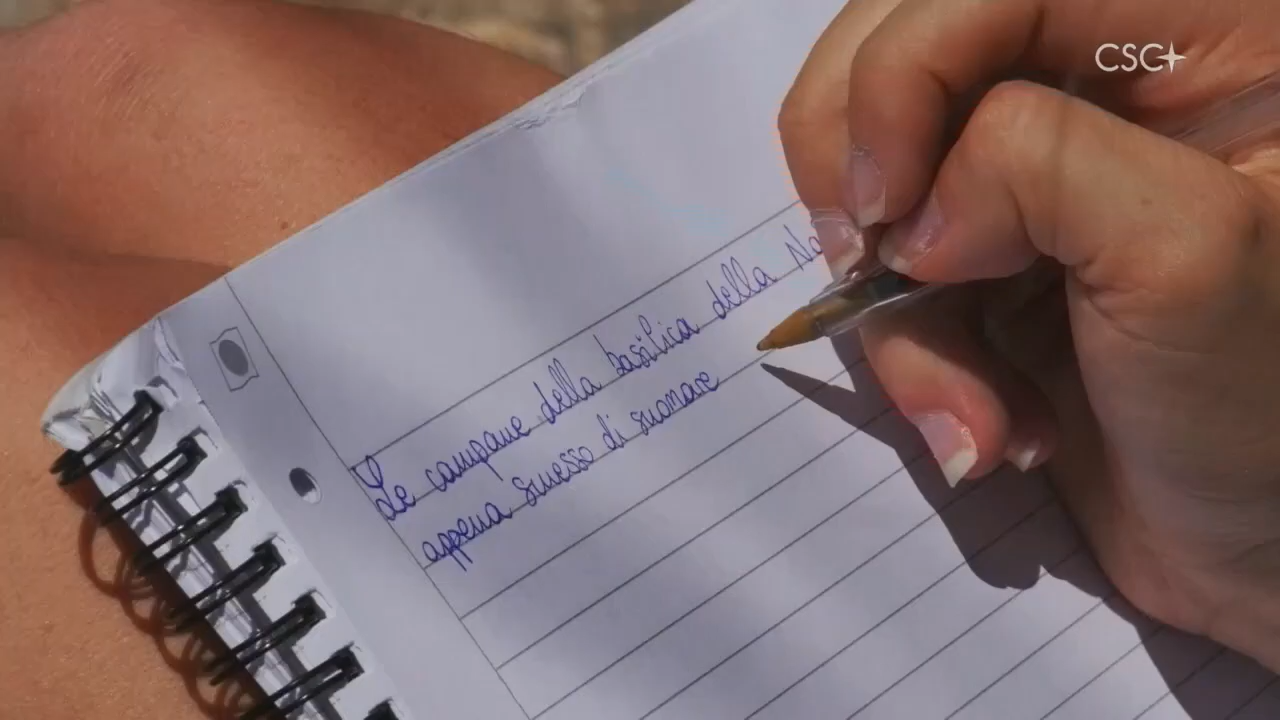 CSC
Le campane della basilica della Na
appena smesso di suonare